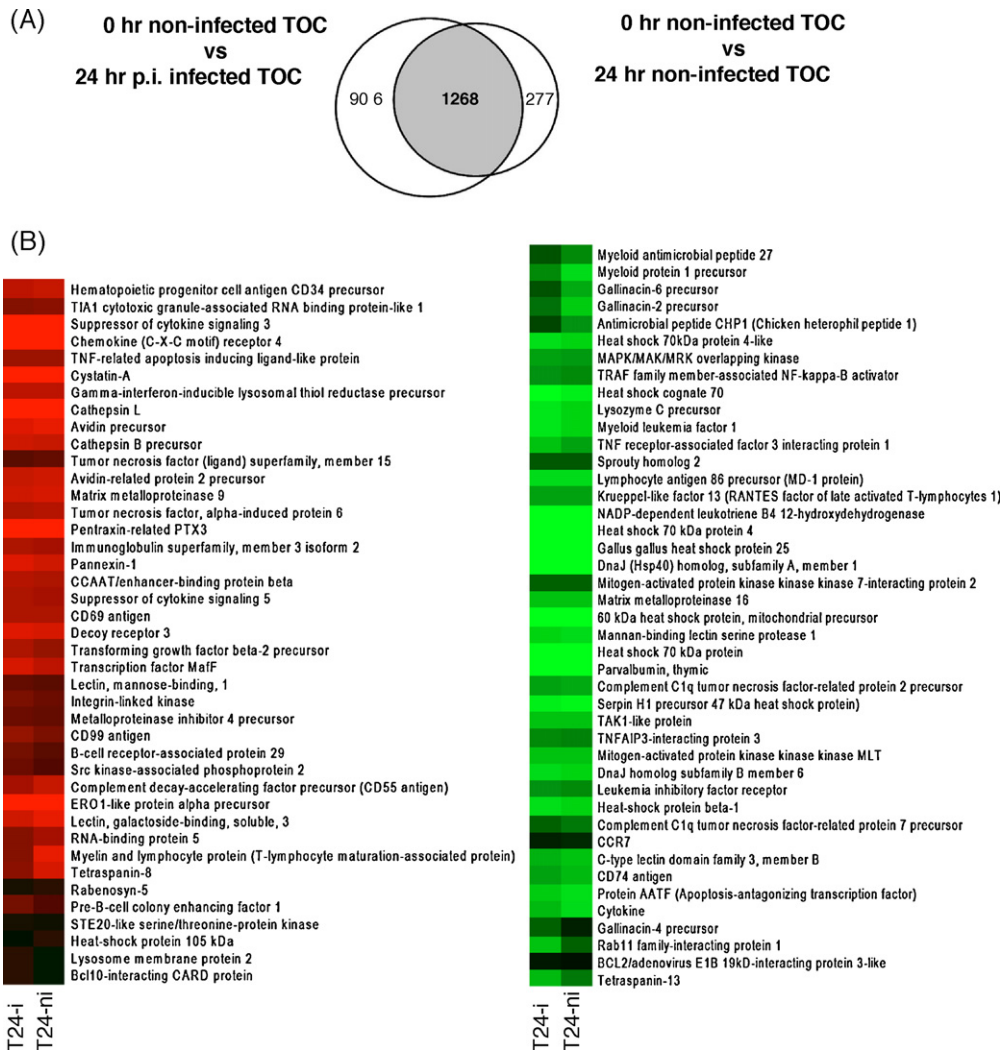 (A)
0 hr non-infected TOC
vs
24 hr p.i. infected TOC
0 hr non-infected TOC
vs
24 hr non-infected TOC
90 6
1268
277
(B)
Hematopoietic progenitor cell antigen CD34 precursor
TIA1 cytotoxic granule-associated RNA binding protein-like 1
Suppressor of cytokine signaling 3
Chemokine (C-X-C motif) receptor 4
TNF-related apoptosis inducing ligand-like protein
Cystatin-A
Gamma-interferon-inducible lysosomal thiol reductase precursor
Cathepsin L
Avidin precursor
Cathepsin B precursor
Tumor necrosis factor (ligand) superfamily, member 15
Avidin-related protein 2 precursor
Matrix metalloproteinase 9
Tumor necrosis factor, alpha-induced protein 6
Pentraxin-related PTX3
Immunoglobulin superfamily, member 3 isoform 2
Pannexin-1
CCAAT/enhancer-binding protein beta
Suppressor of cytokine signaling 5
CD69 antigen
Decoy receptor 3
Transforming growth factor beta-2 precursor
Transcription factor MafF
Lectin, mannose-binding, 1
Integrin-linked kinase
Metalloproteinase inhibitor 4 precursor
CD99 antigen
B-cell receptor-associated protein 29
Src kinase-associated phosphoprotein 2
Complement decay-accelerating factor precursor (CD55 antigen)
ERO1-like protein alpha precursor
Lectin, galactoside-binding, soluble, 3
RNA-binding protein 5
Myelin and lymphocyte protein (T-lymphocyte maturation-associated protein)
Tetraspanin-8
Rabenosyn-5
Pre-B-cell colony enhancing factor 1
STE20-like serine/threonine-protein kinase
Heat-shock protein 105 kDa
Lysosome membrane protein 2
Bcl10-interacting CARD protein
T24-i
T24-ni
Myeloid antimicrobial peptide 27
Myeloid protein 1 precursor
Gallinacin-6 precursor
Gallinacin-2 precursor
Antimicrobial peptide CHP1 (Chicken heterophil peptide 1)
Heat shock 70kDa protein 4-like
MAPK/MAK/MRK overlapping kinase
TRAF family member-associated NF-kappa-B activator
Heat shock cognate 70
Lysozyme C precursor
Myeloid leukemia factor 1
TNF receptor-associated factor 3 interacting protein 1
Sprouty homolog 2
Lymphocyte antigen 86 precursor (MD-1 protein)
Krueppel-like factor 13 (RANTES factor of late activated T-lymphocytes 1)
NADP-dependent leukotriene B4 12-hydroxydehydrogenase
Heat shock 70 kDa protein 4
Gallus gallus heat shock protein 25
DnaJ (Hsp40) homolog, subfamily A, member 1
Mitogen-activated protein kinase kinase kinase 7-interacting protein 2
Matrix metalloproteinase 16
60 kDa heat shock protein, mitochondrial precursor
Mannan-binding lectin serine protease 1
Heat shock 70 kDa protein
Parvalbumin, thymic
Complement C1q tumor necrosis factor-related protein 2 precursor
Serpin H1 precursor 47 kDa heat shock protein)
TAK1-like protein
TNFAIP3-interacting protein 3
Mitogen-activated protein kinase kinase kinase MLT
DnaJ homolog subfamily B member 6
Leukemia inhibitory factor receptor
Heat-shock protein beta-1
Complement C1q tumor necrosis factor-related protein 7 precursor
CCR7
C-type lectin domain family 3, member B
CD74 antigen
Protein AATF (Apoptosis-antagonizing transcription factor)
Cytokine
Gallinacin-4 precursor
Rab11 family-interacting protein 1
BCL2/adenovirus E1B 19kD-interacting protein 3-like
Tetraspanin-13
T24-i
T24-ni